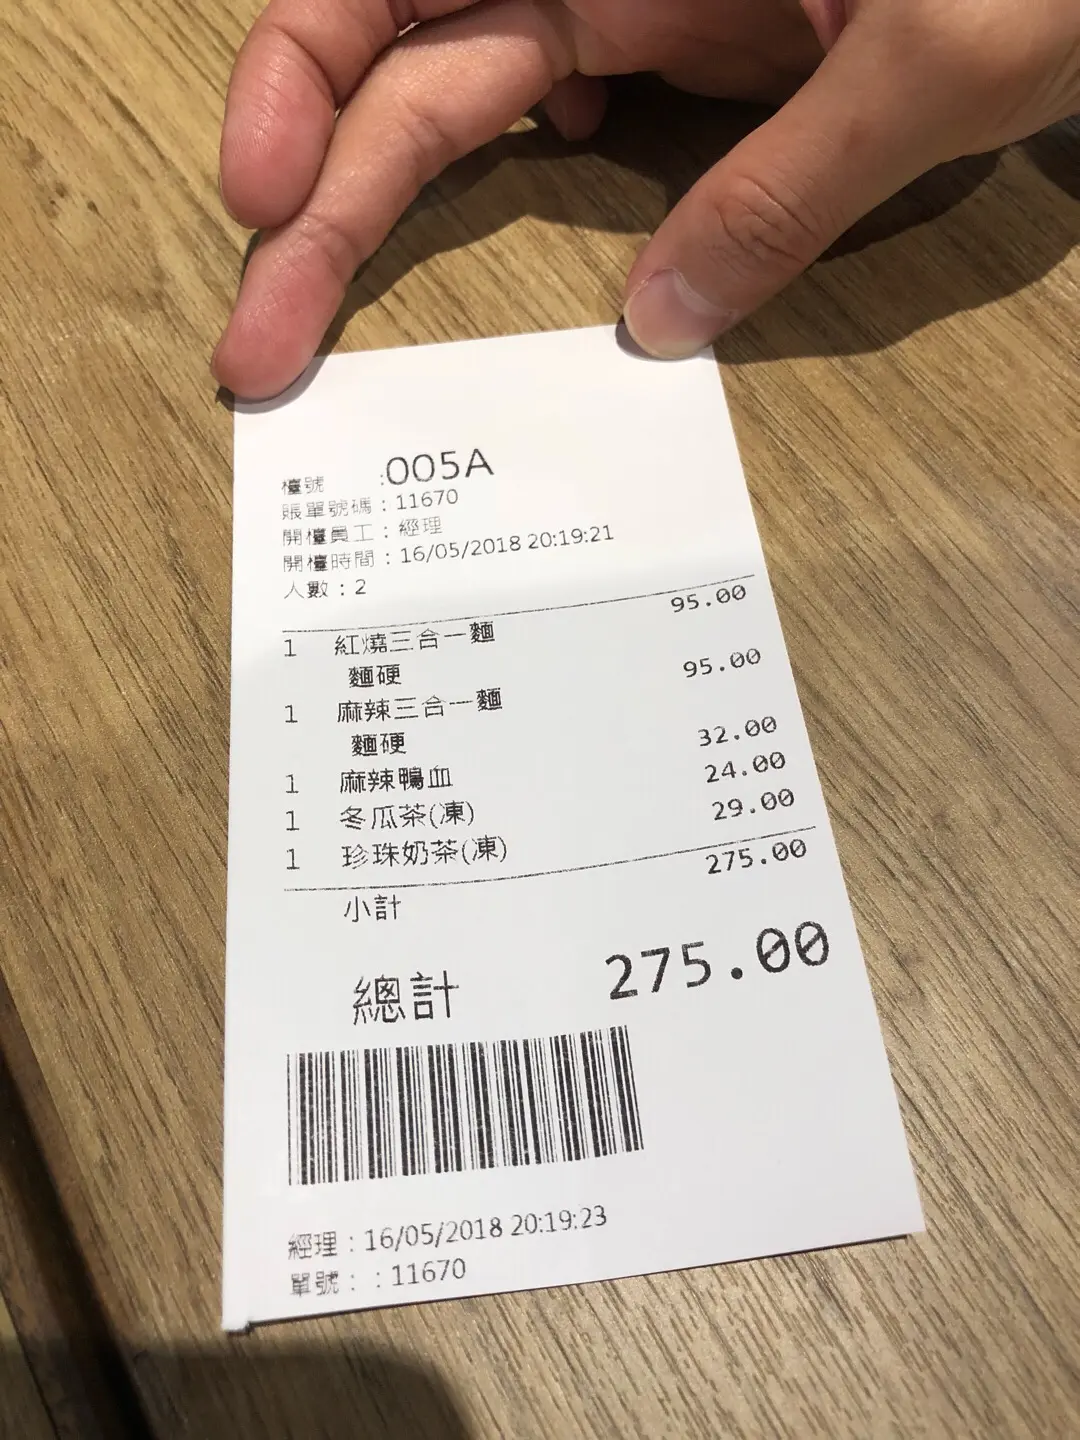 檯號 :005A
賬單號碼：11670
開檯員工：經理
開檯時間：16/05/2018 20:19:21
人數：2
1 紅燒三合一麵 95.00
麵硬
1 麻辣三合一麵 95.00
麵硬
1 麻辣鴨血 32.00
1 冬瓜茶(凍) 24.00
1 珍珠奶茶(凍) 29.00
小計 275.00
總計 275.00
經理：16/05/2018 20:19:23
單號：：11670